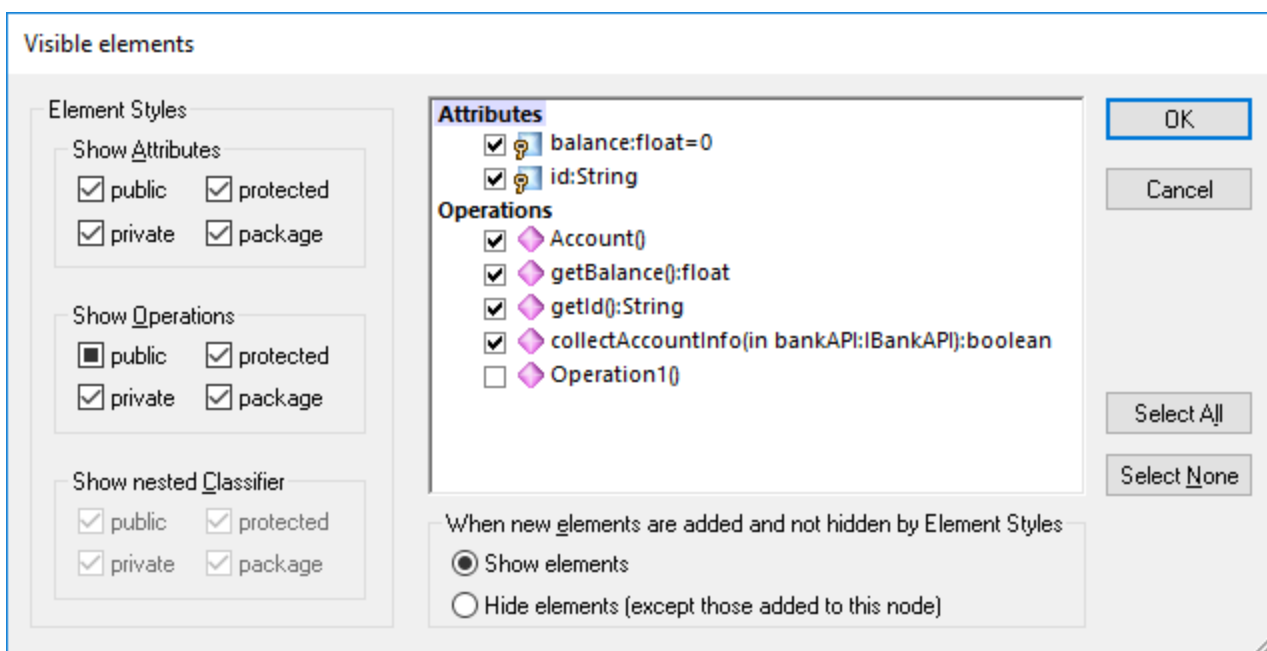 Visible elements
Element Styles
Show Attributes
public protected
private package
Show Operations
public protected
private package
Show nested Classifier
public protected
private package
Attributes
balance:float=0
id:String
Operations
Account()
getBalance():float
getId():String
collectAccountInfo(in bankAPI:IBankAPI):boolean
Operation1()
When new elements are added and not hidden by Element Styles
Show elements
Hide elements (except those added to this node)
OK
Cancel
Select All
Select None